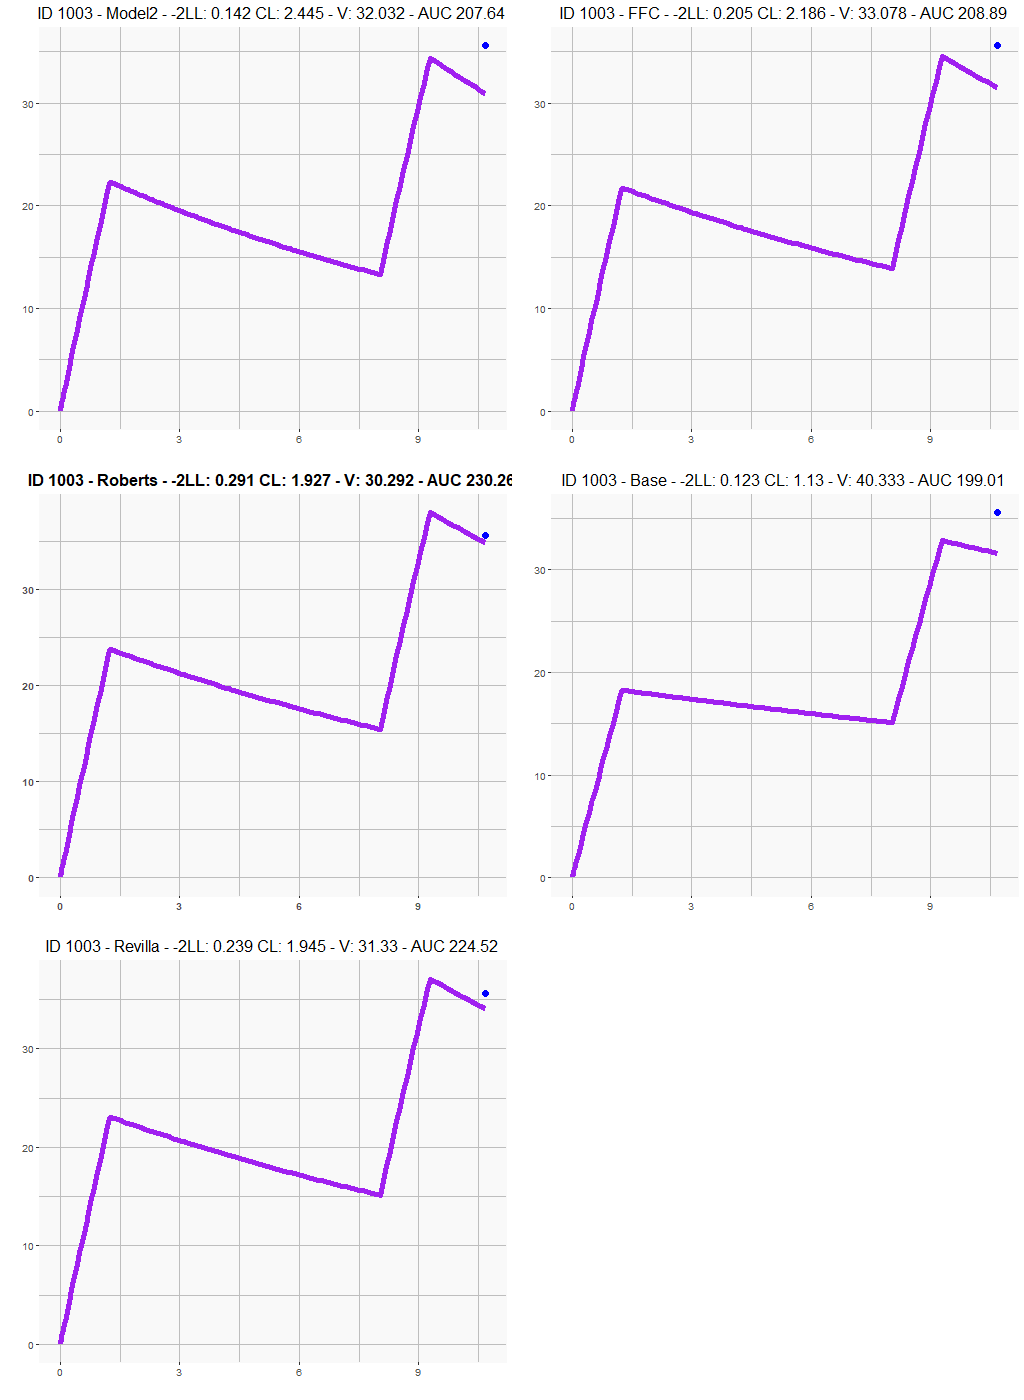 ID 1003 - Model2 - -2LL: 0.142 CL: 2.445 - V: 32.032 - AUC 207.64
30
20
10
0
0 3 6 9
ID 1003 - FFC - -2LL: 0.205 CL: 2.186 - V: 33.078 - AUC 208.89
30
20
10
0
0 3 6 9
ID 1003 - Roberts - -2LL: 0.291 CL: 1.927 - V: 30.292 - AUC 230.26
30
20
10
0
0 3 6 9
ID 1003 - Base - -2LL: 0.123 CL: 1.13 - V: 40.333 - AUC 199.01
30
20
10
0
0 3 6 9
ID 1003 - Revilla - -2LL: 0.239 CL: 1.945 - V: 31.33 - AUC 224.52
30
20
10
0
0 3 6 9